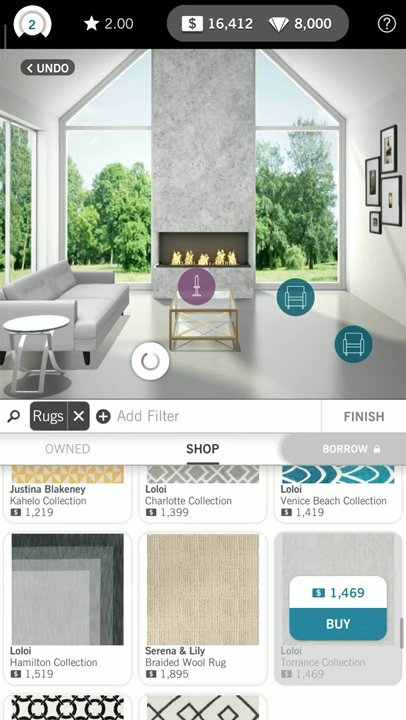 2
2.00
$ 16,412
8,000
?
< UNDO
Rugs X
Add Filter
FINISH
OWNED
SHOP
BORROW
Justina Blakeney
Kahelo Collection
$ 1,219
Loloi
Charlotte Collection
$ 1,399
Loloi
Venice Beach Collection
$ 1,419
Loloi
Hamilton Collection
$ 1,519
Serena & Lily
Braided Wool Rug
$ 1,895
$ 1,469
BUY
Loloi
Torrance Collection
$ 1,469